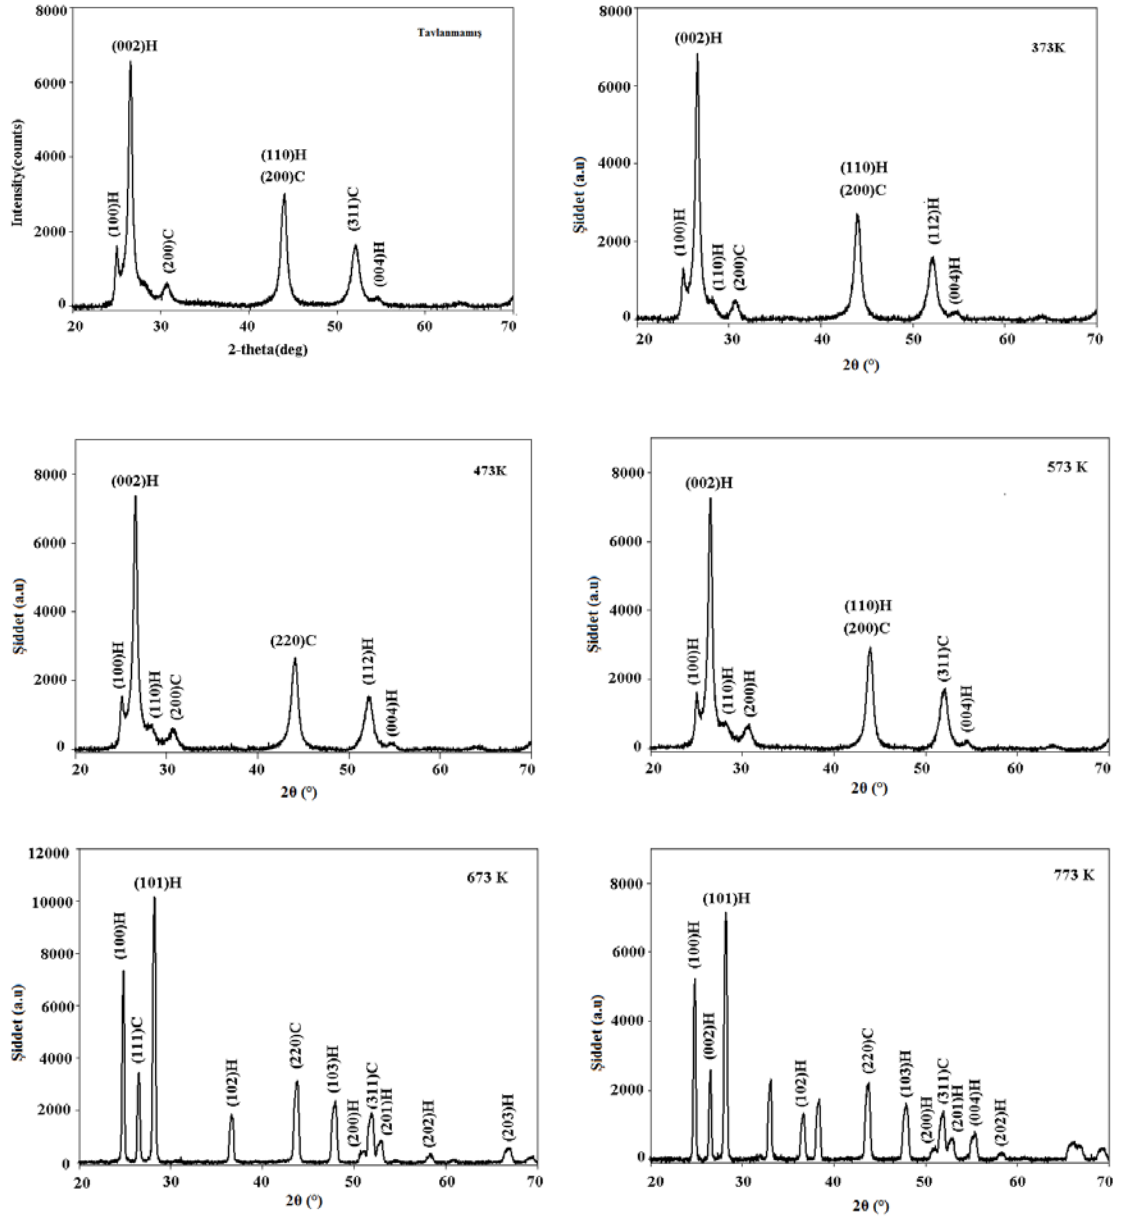 8000
6000
4000
2000
0
Intensity(counts)
Tavlanmamış
(002)H
(100)H
(200)C
(110)H
(200)C
(311)C
(004)H
20 30 40 50 60 70
2-theta(deg)
8000
6000
4000
2000
0
Şiddet (a.u)
373K
(002)H
(100)H
(110)H
(200)C
(110)H
(200)C
(112)H
(004)H
20 30 40 50 60 70
2θ (°)
8000
6000
4000
2000
0
Şiddet (a.u)
473K
(002)H
(100)H
(110)H
(200)C
(220)C
(112)H
(004)H
20 30 40 50 60 70
2θ (°)
8000
6000
4000
2000
0
Şiddet (a.u)
573 K
(002)H
(100)H
(110)H
(200)H
(110)H
(200)C
(311)C
(004)H
20 30 40 50 60 70
2θ (°)
12000
10000
8000
6000
4000
2000
0
Şiddet (a.u)
673 K
(100)H
(111)C
(101)H
(102)H
(220)C
(103)H
(200)H
(311)C
(201)H
(202)H
(203)H
20 30 40 50 60 70
2θ (°)
8000
6000
4000
2000
0
Şiddet (a.u)
773 K
(100)H
(002)H
(101)H
(102)H
(220)C
(103)H
(200)H
(311)C
(201)H
(004)H
(202)H
20 30 40 50 60 70
2θ (°)